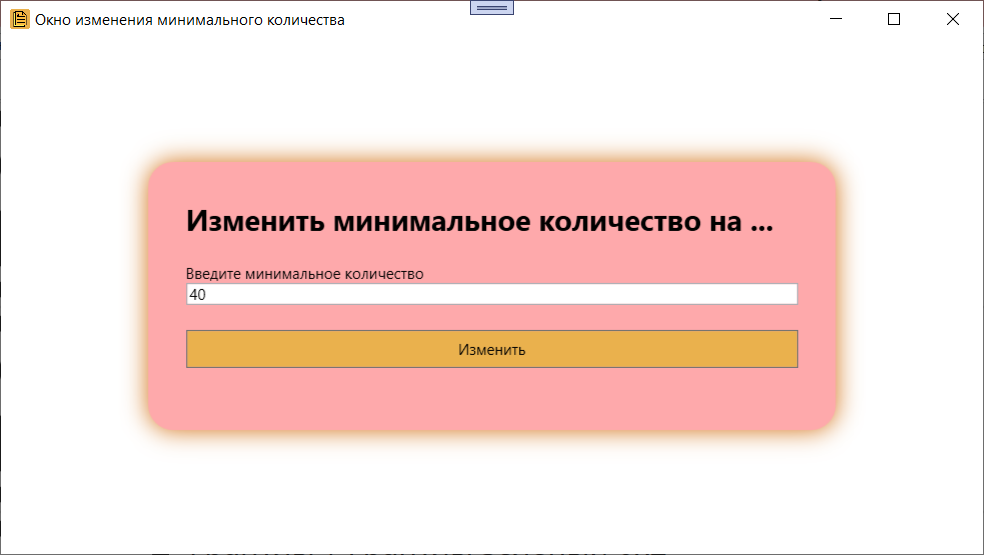 Окно изменения минимального количества
Изменить минимальное количество на ...
Введите минимальное количество
40
Изменить